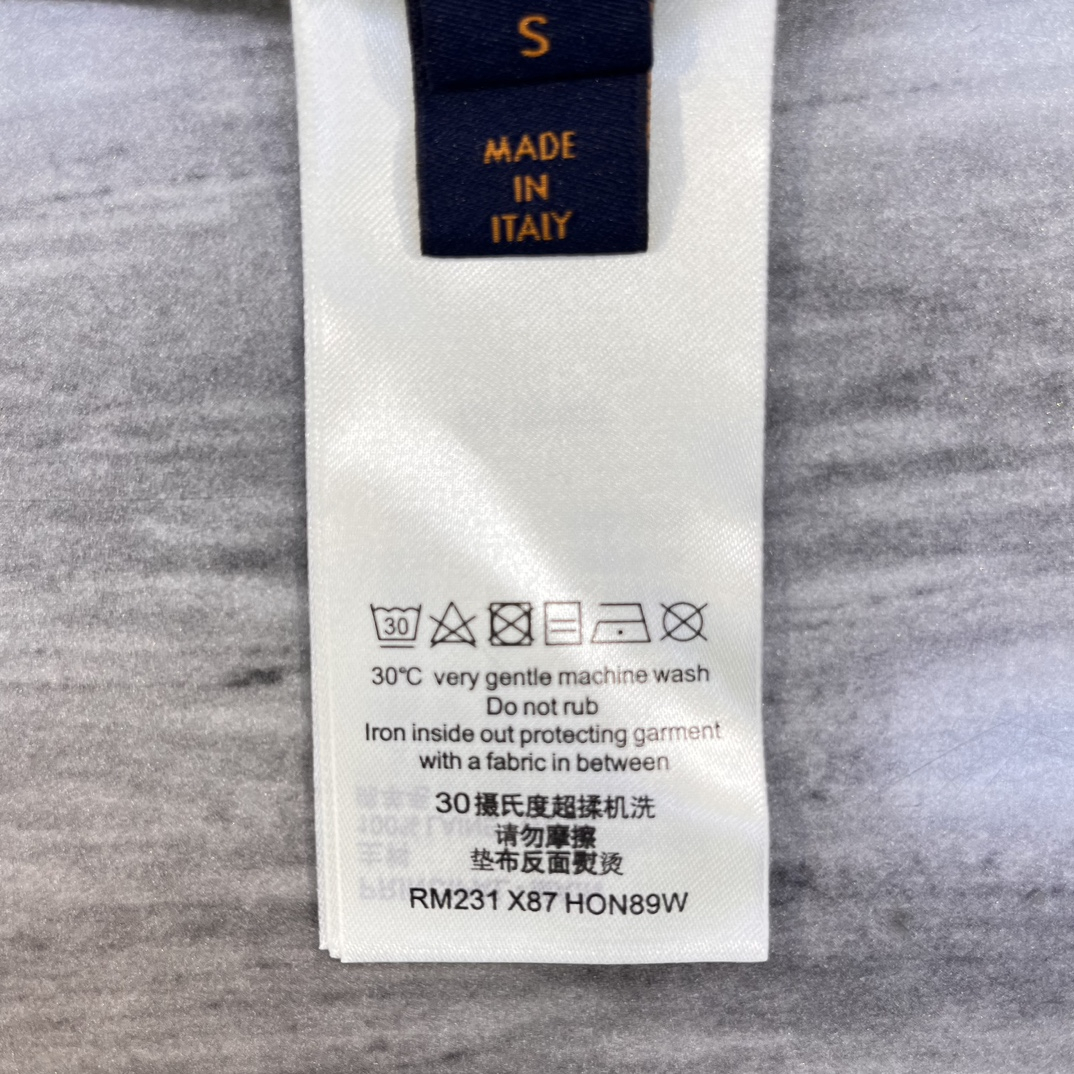 S
MADE
IN
ITALY
30
30℃ very gentle machine wash
Do not rub
Iron inside out protecting garment
with a fabric in between
30摄氏度超揉机洗
请勿摩擦
垫布反面熨烫
RM231 X87 HON89W